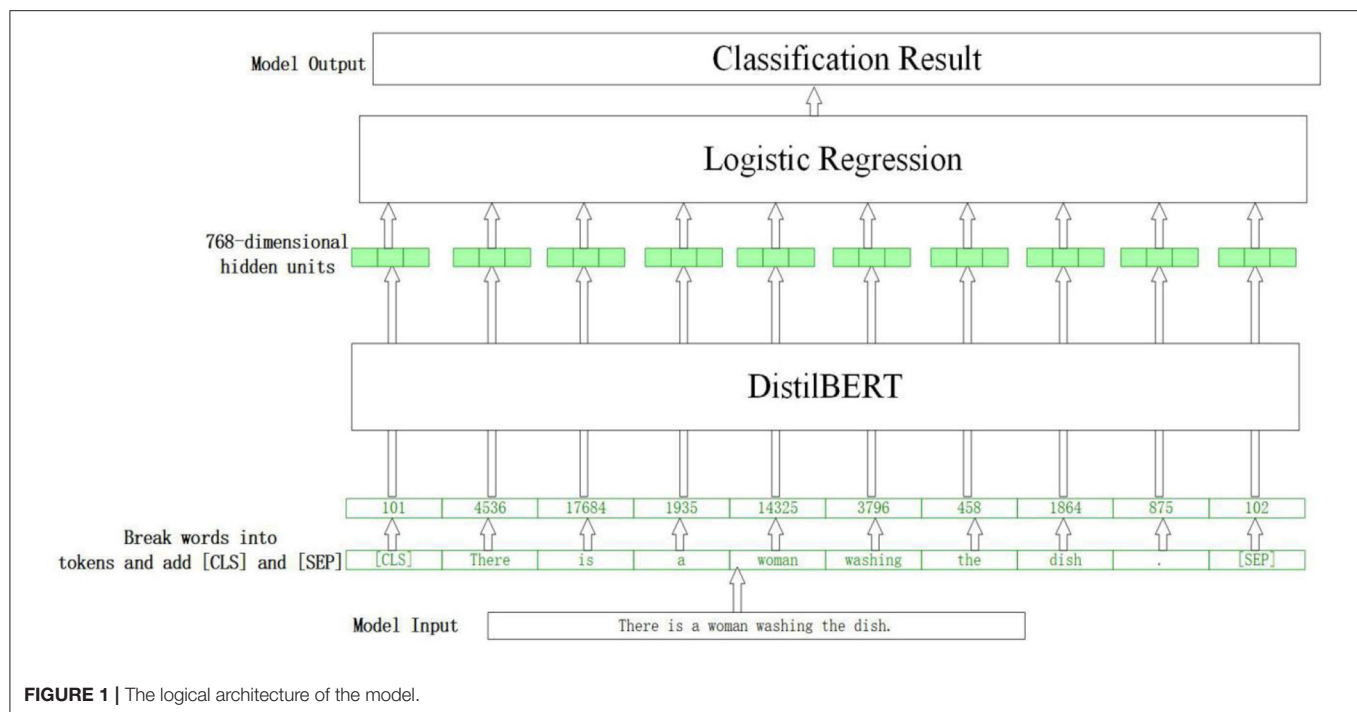 Model Output
Classification Result
Logistic Regression
768-dimensional
hidden units
DistilBERT
101 4536 17684 1935 14325 3796 458 1864 875 102
Break words into
tokens and add [CLS] and [SEP]
[CLS] There is a woman washing the dish . [SEP]
Model Input
There is a woman washing the dish.
FIGURE 1 | The logical architecture of the model.